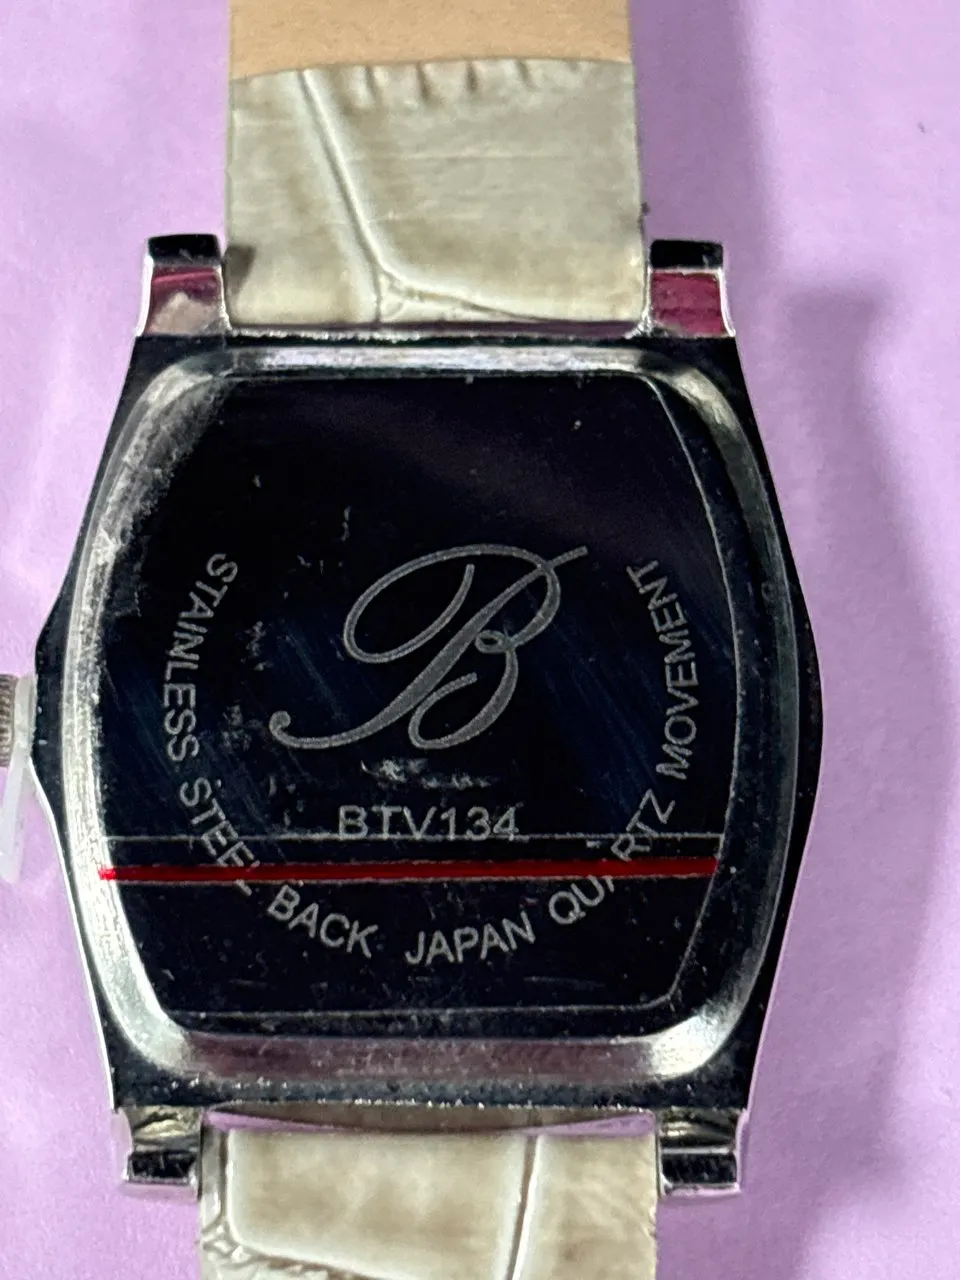 B
BTV134
STAINLESS STEEL BACK JAPAN QUARTZ MOVEMENT